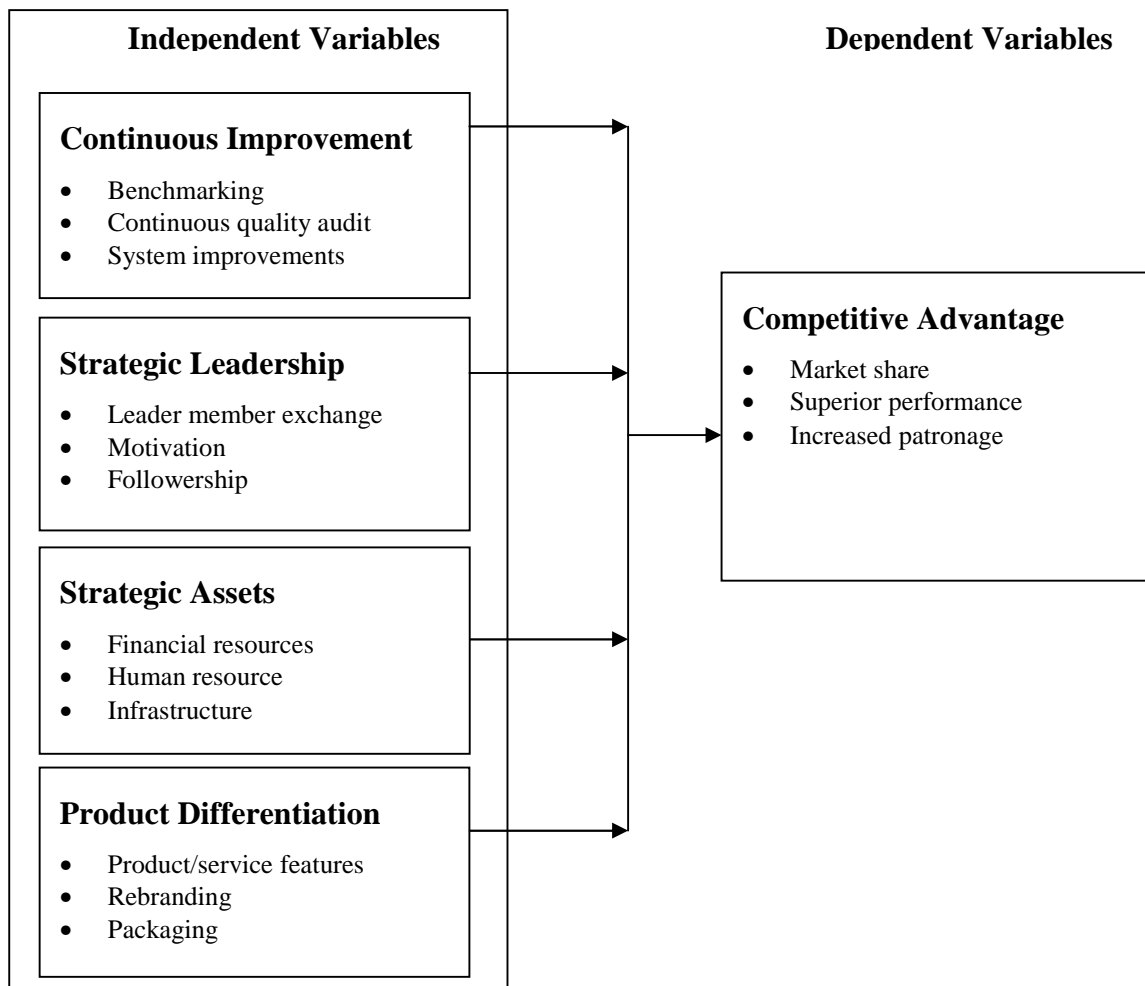 Independent Variables
Dependent Variables
Continuous Improvement
• Benchmarking
• Continuous quality audit
• System improvements
Strategic Leadership
• Leader member exchange
• Motivation
• Followership
Strategic Assets
• Financial resources
• Human resource
• Infrastructure
Product Differentiation
• Product/service features
• Rebranding
• Packaging
Competitive Advantage
• Market share
• Superior performance
• Increased patronage